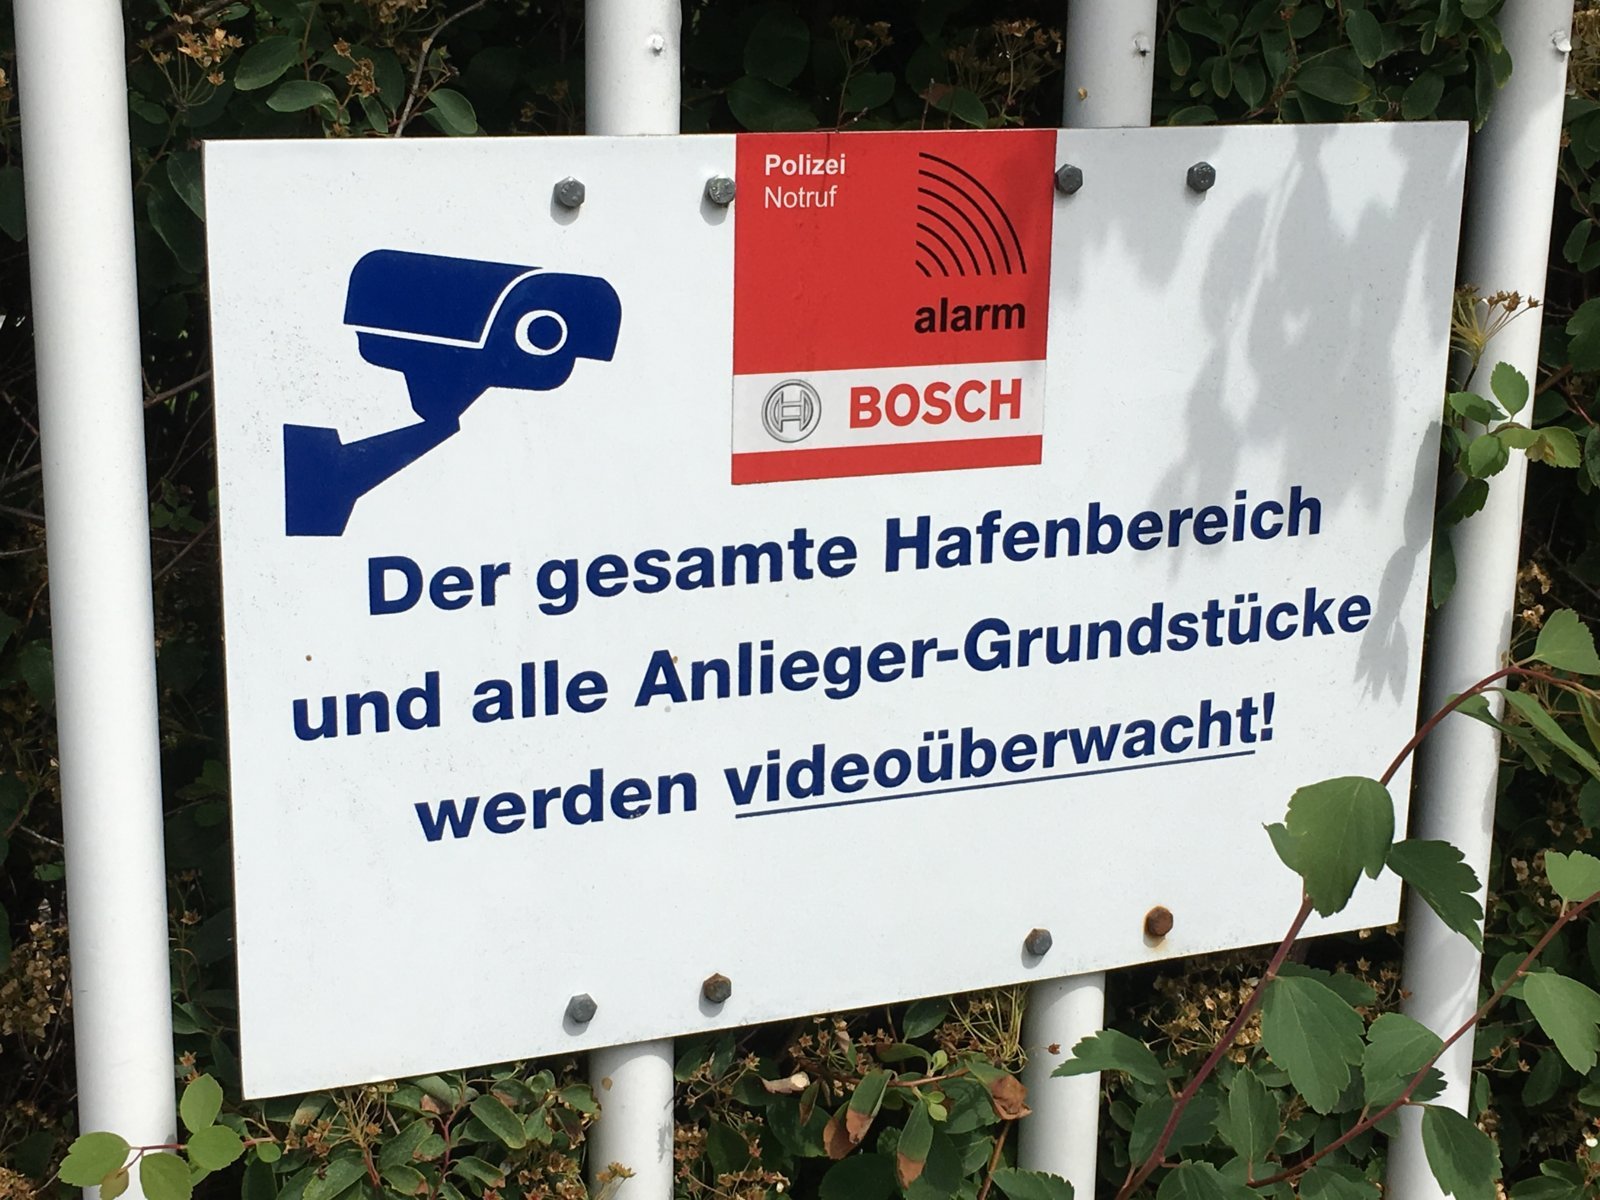 Polizei
Notruf
alarm
BOSCH
Der gesamte Hafenbereich
und alle Anlieger-Grundstücke
werden videoüberwacht!